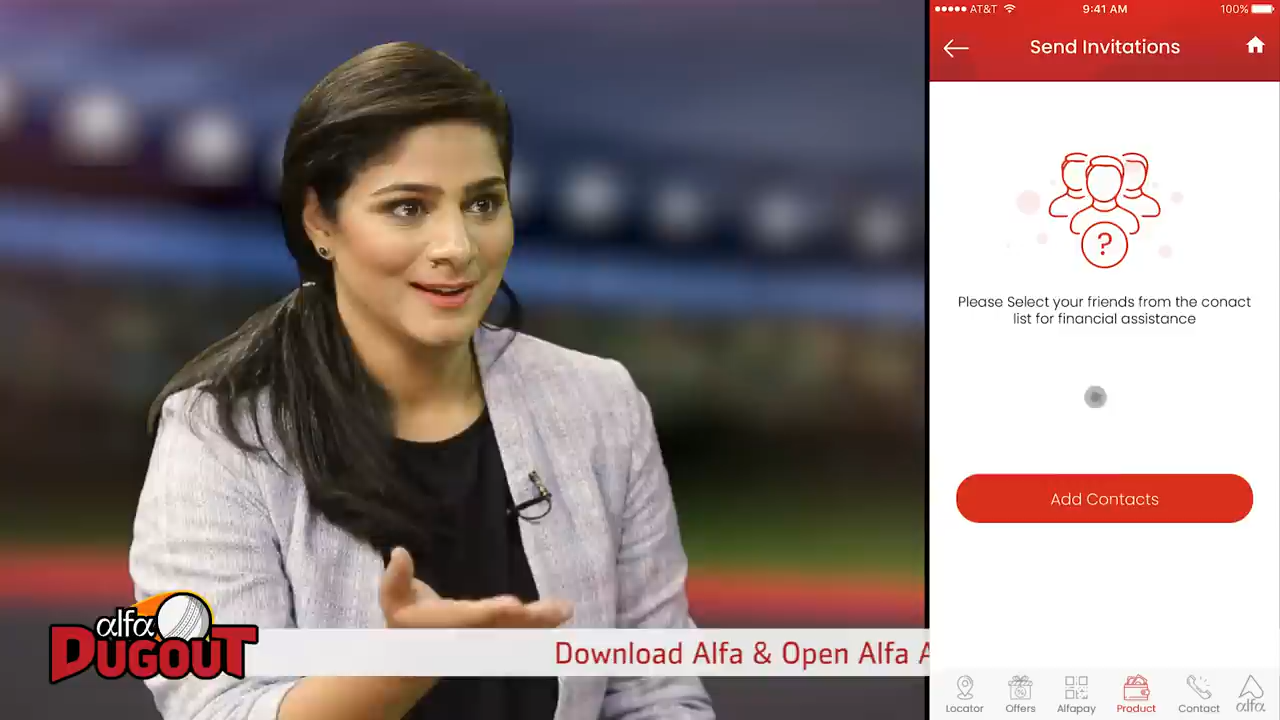 AT&T
9:41 AM
100%
Send Invitations
?
Please Select your friends from the conact
list for financial assistance
Add Contacts
alfa
DUGOUT
Download Alfa & Open Alfa A
Locator
Offers
Alfapay
Product
Contact
alfa